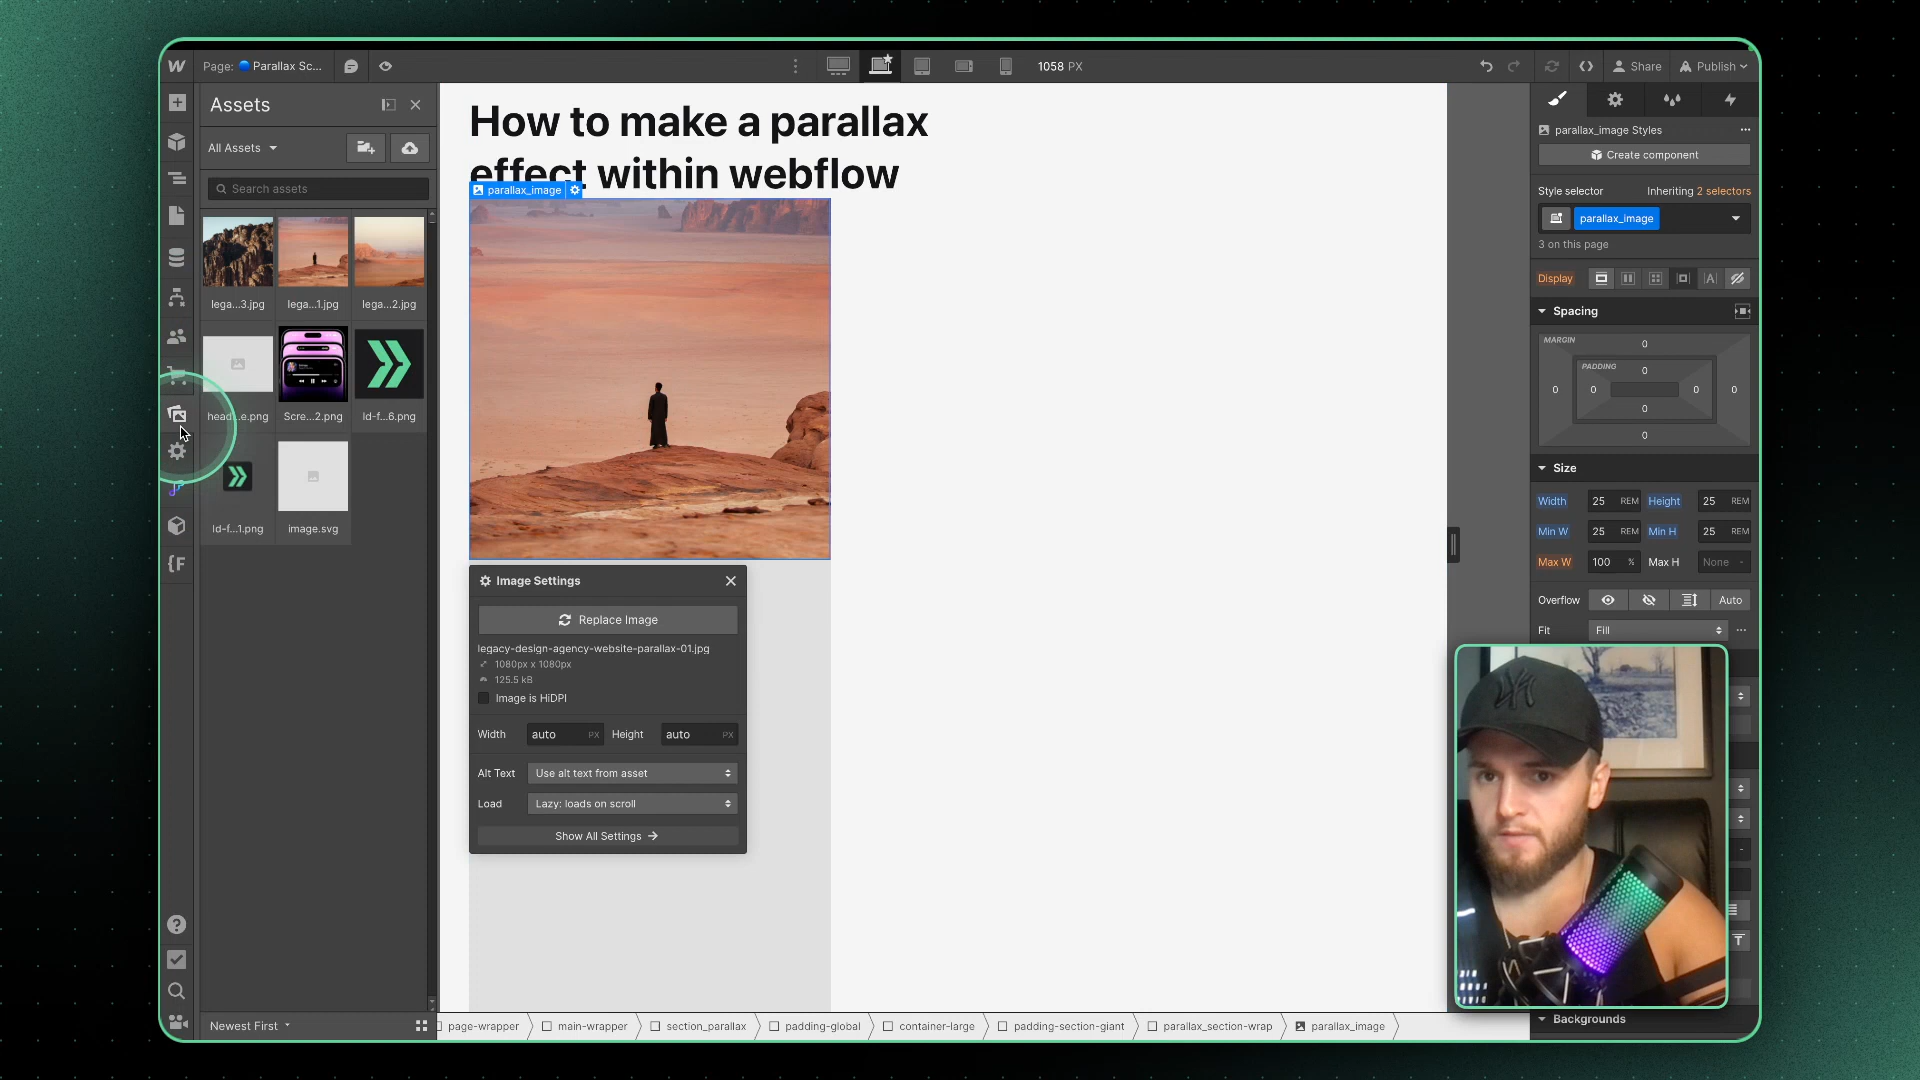 Page: Parallax Sc...
1058 PX
Share
Publish
Assets
All Assets
Search assets
lega...3.jpg
lega...1.jpg
lega...2.jpg
head...e.png
Scre...2.png
ld-f...6.png
ld-f...1.png
image.svg
Newest First
How to make a parallax
effect within webflow
parallax_image
Image Settings
Replace Image
legacy-design-agency-website-parallax-01.jpg
1080px x 1080px
125.5 kB
Image is HiDPI
Width auto PX Height auto PX
Alt Text Use alt text from asset
Load Lazy: loads on scroll
Show All Settings
page-wrapper
main-wrapper
section_parallax
padding-global
container-large
padding-section-giant
parallax_section-wrap
parallax_image
parallax_image Styles
Create component
Style selector Inheriting 2 selectors
parallax_image
3 on this page
Display
Spacing
MARGIN
0
PADDING
0
0 0 0 0
0
0
Size
Width 25 REM Height 25 REM
Min W 25 REM Min H 25 REM
Max W 100 % Max H None -
Overflow Auto
Fit Fill
Backgrounds